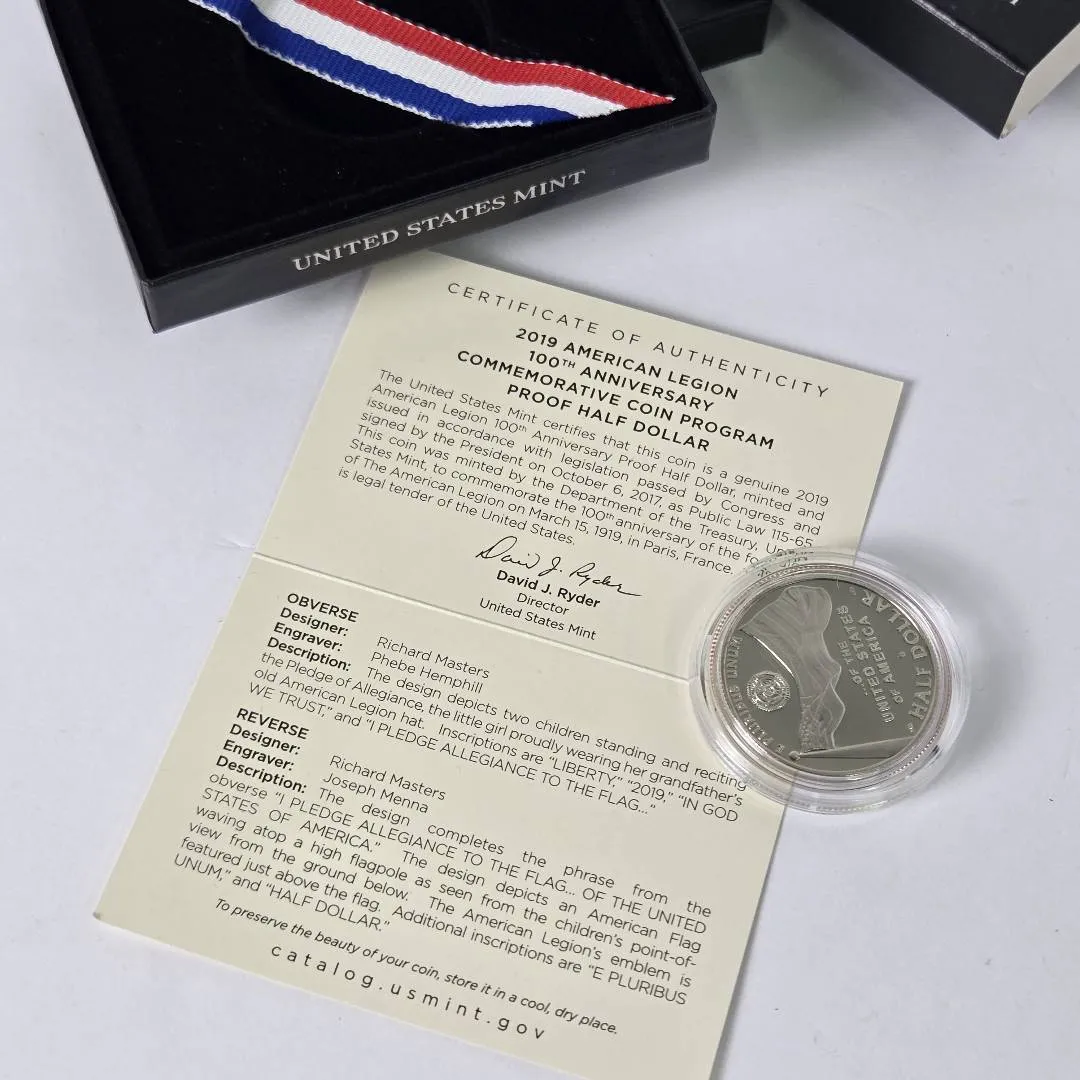 UNITED STATES MINT
CERTIFICATE OF AUTHENTICITY
2019 AMERICAN LEGION
100TH ANNIVERSARY
COMMEMORATIVE COIN PROGRAM
PROOF HALF DOLLAR
The United States Mint certifies that this coin is a genuine 2019
American Legion 100th Anniversary Proof Half Dollar, minted and
issued in accordance with legislation passed by Congress and
signed by the President on October 6, 2017, as Public Law 115-65.
This coin was minted by the Department of the Treasury,
States Mint, to commemorate the 100th anniversary of the
of The American Legion on March 15, 1919, in Paris, France.
is legal tender of the United States.
David J. Ryder
David J. Ryder
Director
United States Mint
OBVERSE
Designer: Richard Masters
Engraver: Phebe Hemphill
Description: The design depicts two children standing and reciting
the Pledge of Allegiance, the little girl proudly wearing her grandfather's
old American Legion hat. Inscriptions are "LIBERTY," "2019," "IN GOD
WE TRUST," and "I PLEDGE ALLEGIANCE TO THE FLAG..."
REVERSE
Designer: Richard Masters
Engraver: Joseph Menna
Description: The design completes the phrase from the
obverse "I PLEDGE ALLEGIANCE TO THE FLAG... OF THE UNITED
STATES OF AMERICA." The design depicts an American Flag
waving atop a high flagpole as seen from the children's point-of-
view from the ground below. The American Legion's emblem is
featured just above the flag. Additional inscriptions are "E PLURIBUS
UNUM," and "HALF DOLLAR."
To preserve the beauty of your coin, store it in a cool, dry place.
catalog.usmint.gov
E PLURIBUS UNUM
...OF THE
UNITED STATES
OF AMERICA
HALF DOLLAR